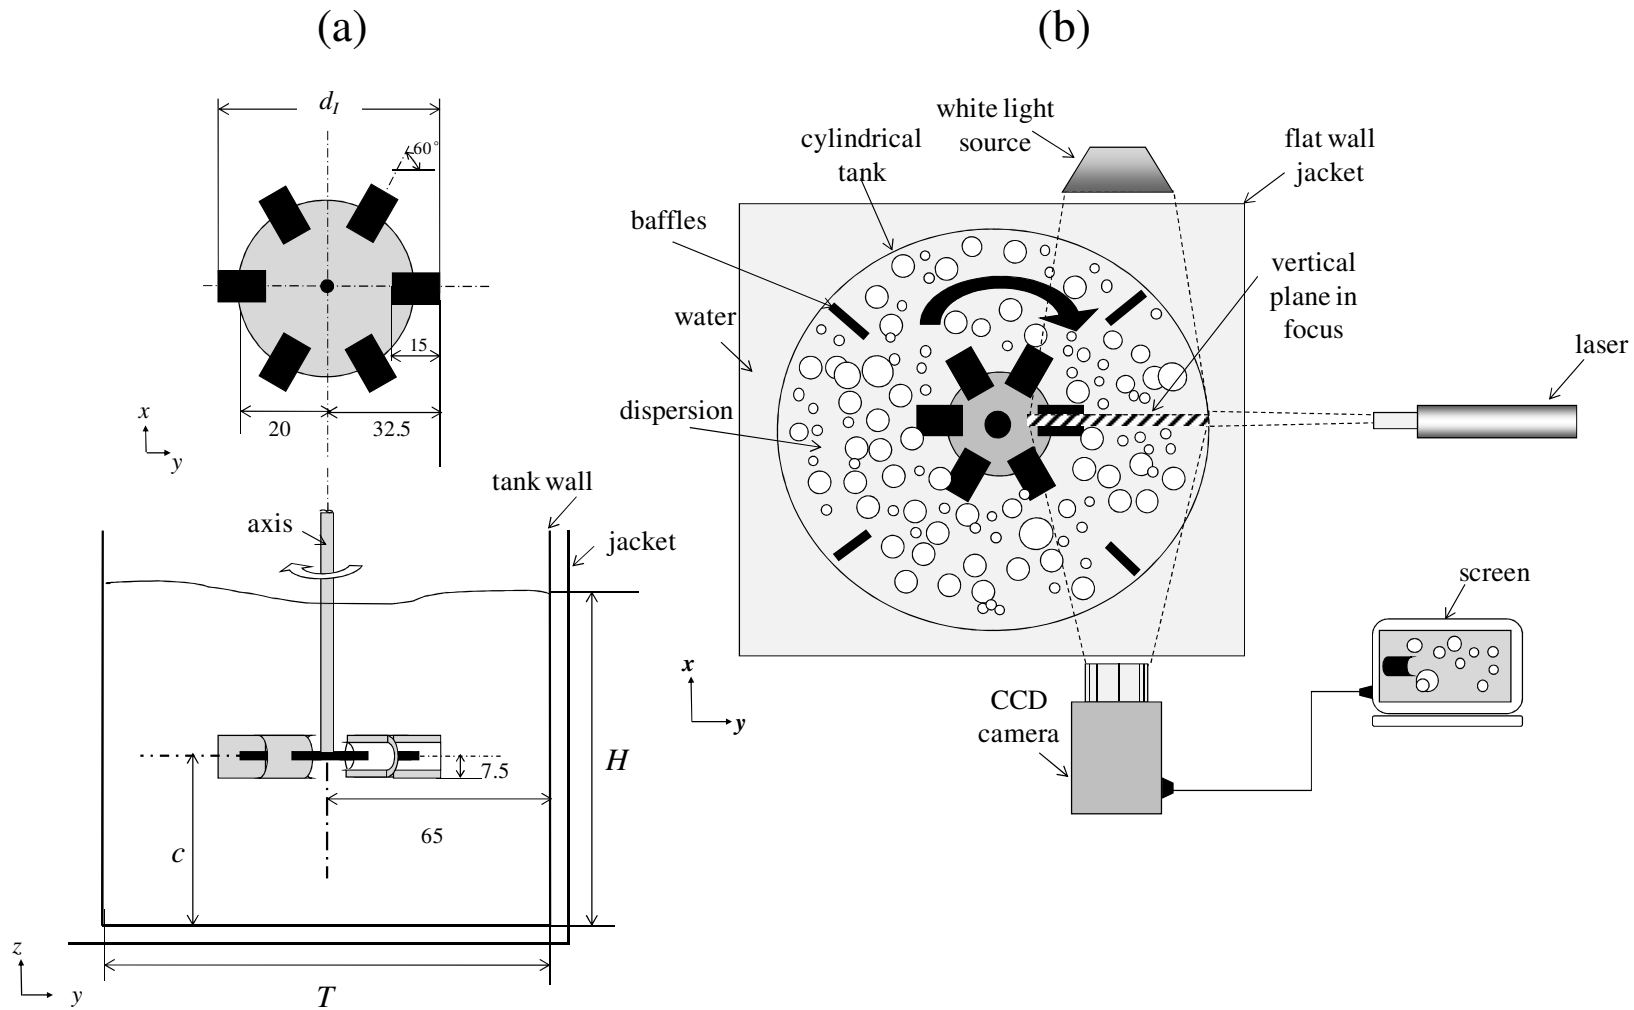 (a)
d_I
60°
15
20
32.5
x
y
axis
tank wall
jacket
7.5
H
65
c
z
y
T
(b)
white light
source
cylindrical
tank
flat wall
jacket
baffles
vertical
plane in
focus
water
laser
dispersion
screen
x
y
CCD
camera